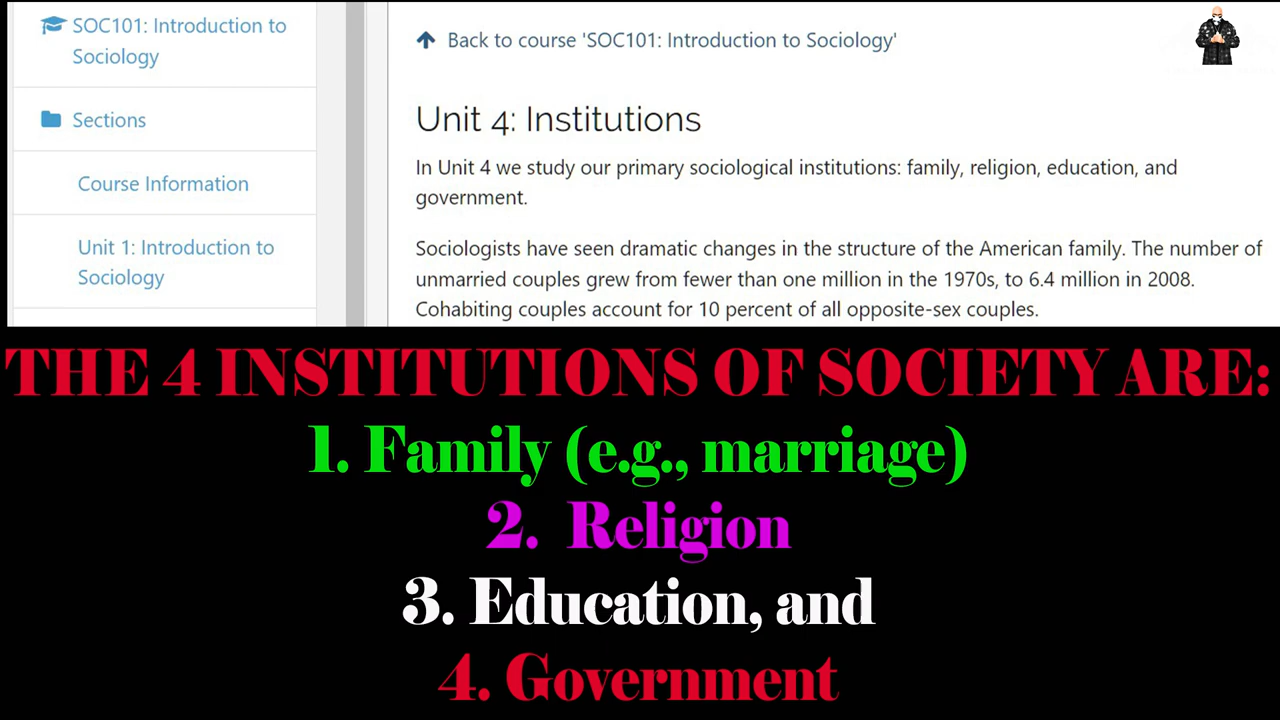 SOC101: Introduction to
Sociology
Sections
Course Information
Unit 1: Introduction to
Sociology
Back to course 'SOC101: Introduction to Sociology'
Unit 4: Institutions
In Unit 4 we study our primary sociological institutions: family, religion, education, and
government.
Sociologists have seen dramatic changes in the structure of the American family. The number of
unmarried couples grew from fewer than one million in the 1970s, to 6.4 million in 2008.
Cohabiting couples account for 10 percent of all opposite-sex couples.
THE 4 INSTITUTIONS OF SOCIETY ARE:
1. Family (e.g., marriage)
2. Religion
3. Education, and
4. Government